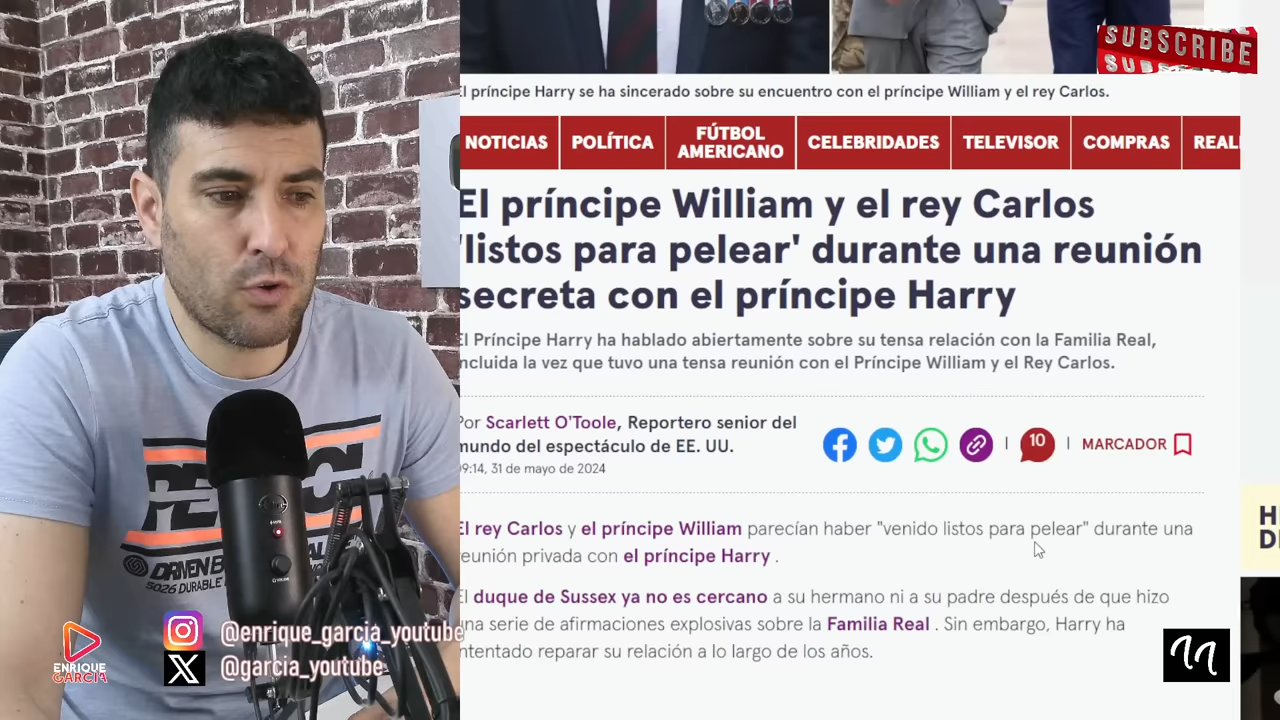 SUBSCRIBE
El príncipe Harry se ha sincerado sobre su encuentro con el príncipe William y el rey Carlos.
NOTICIAS
POLÍTICA
FÚTBOL
AMERICANO
CELEBRIDADES
TELEVISOR
COMPRAS
El príncipe William y el rey Carlos
'listos para pelear' durante una reunión
secreta con el príncipe Harry
El Príncipe Harry ha hablado abiertamente sobre su tensa relación con la Familia Real,
incluida la vez que tuvo una tensa reunión con el Príncipe William y el Rey Carlos.
Por Scarlett O'Toole, Reportero senior del
mundo del espectáculo de EE. UU.
09:14, 31 de mayo de 2024
10
MARCADOR
El rey Carlos y el príncipe William parecían haber "venido listos para pelear" durante una
reunión privada con el príncipe Harry .
El duque de Sussex ya no es cercano a su hermano ni a su padre después de que hizo
una serie de afirmaciones explosivas sobre la Familia Real . Sin embargo, Harry ha
intentado reparar su relación a lo largo de los años.
5026 DURABLE
@enrique_garcia_youtube
@garcia_youtube
ENRIQUE
GARCIA